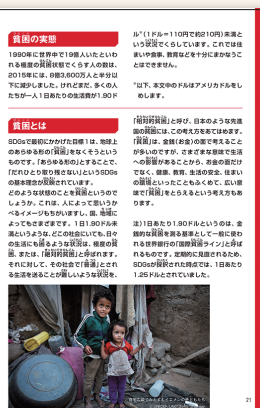 貧困の実態
1990年に世界中で19億人いたといわ
れる極度の貧困状態でくらす人の数は、
2015年には、8億3,600万人と半分以
下に減少しました。けれどまだ、多くの人
たちが一人1日あたりの生活費が1.90ド
ル*（1ドル＝110円で約210円）未満と
いう状況でくらしています。これでは住
まいや食事、教育などを十分にまかなうこ
とはできません。
*以下、本文中のドルはアメリカドルをし
めします。
貧困とは
SDGsで最初にかかげた目標1は、地球上
のあらゆる形の「貧困」をなくそうという
ものです。「あらゆる形の」とすることで、
「だれひとり取り残さない」というSDGs
の基本理念が反映されています。
どのような状態のことを貧困というので
しょうか。これは、人によって思いうか
べるイメージもちがいますし、国、地域に
よってもさまざまです。1日1.90ドル未
満というような、どこの社会にいても、日々
の生活にも困るような状況は、極度の貧
困、または、「絶対的貧困」と呼ばれます。
それに対して、その社会で「普通」とされ
る生活を送ることが難しいような状況を、
「相対的貧困」と呼び、日本のような先進
国の貧困には、この考え方をあてはめます。
「貧困」は、金銭（お金）の面で考えること
が多いのですが、さまざまな意味で生活
への影響があることから、お金の面だけ
でなく、健康、教育、生活の安全、住まい
の環境といったこともふくめて、広い意
味で「貧困」をとらえるという考え方もあ
ります。
注）1日あたり1.90ドルというのは、金
銭的な貧困を測る基準として一般に使わ
れる世界銀行の「国際貧困ライン」と呼ば
れるものです。定期的に見直されるため、
SDGsが採択された時点では、1日あたり
1.25ドルとされていました。
21